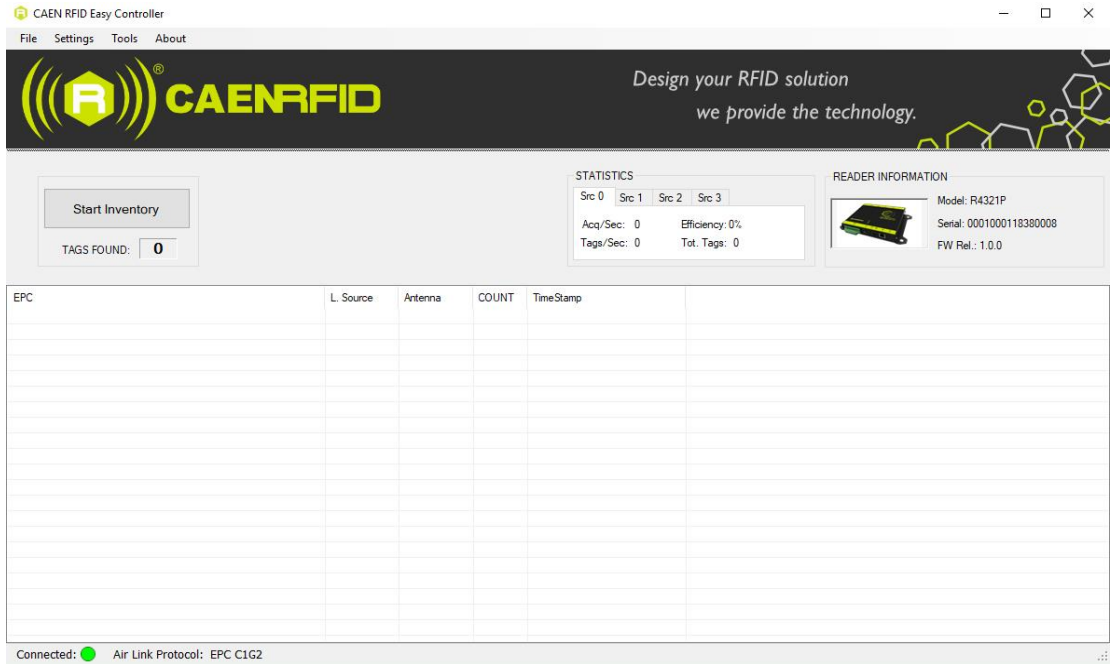 CAEN RFID Easy Controller
File Settings Tools About
CAENRFID
®
Design your RFID solution
we provide the technology.
Start Inventory
TAGS FOUND: 0
STATISTICS
Src 0 Src 1 Src 2 Src 3
Acq/Sec: 0 Efficiency: 0%
Tags/Sec: 0 Tot. Tags: 0
READER INFORMATION
Model: R4321P
Serial: 0001000118380008
FW Rel.: 1.0.0
EPC L. Source Antenna COUNT TimeStamp
Connected: Air Link Protocol: EPC C1G2